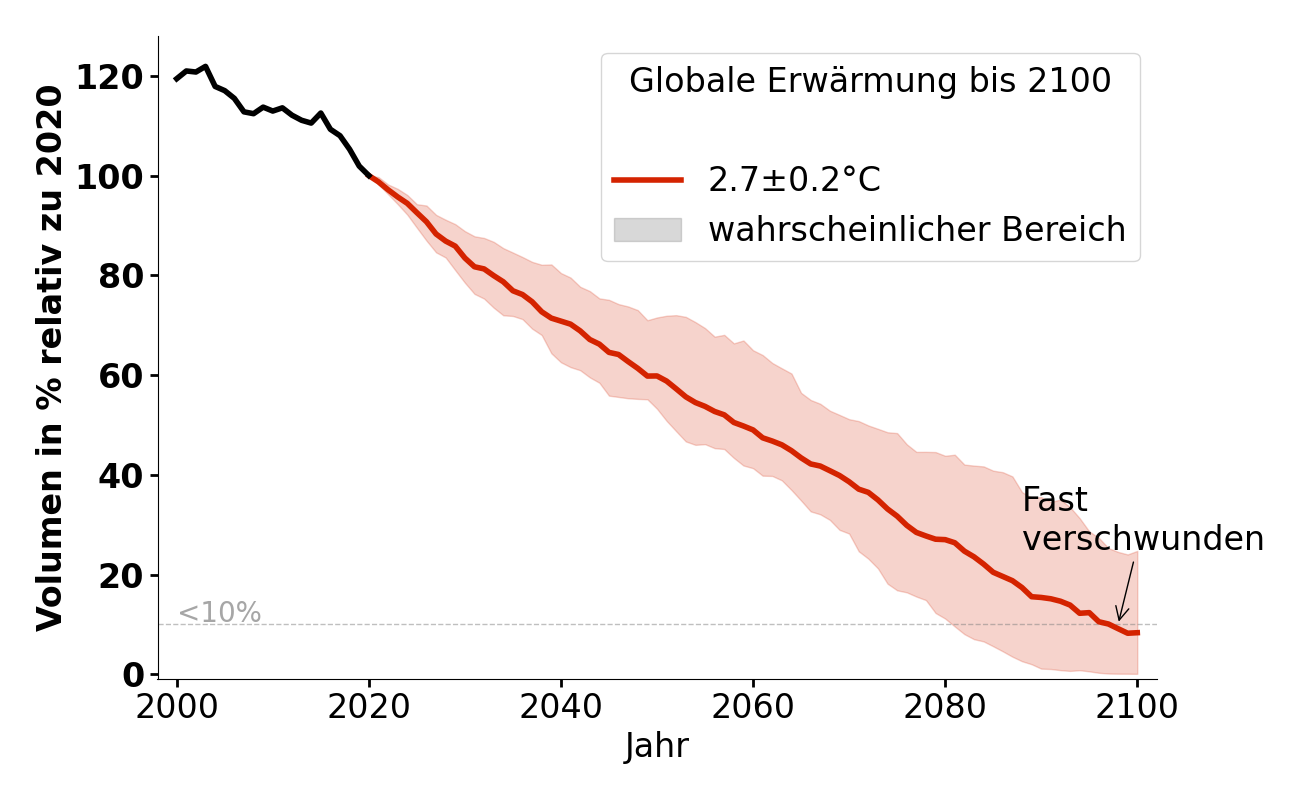 Volumen in % relativ zu 2020
120
100
80
60
40
20
0
Globale Erwärmung bis 2100
2.7±0.2°C
wahrscheinlicher Bereich
Fast
verschwunden
<10%
2000
2020
2040
2060
2080
2100
Jahr